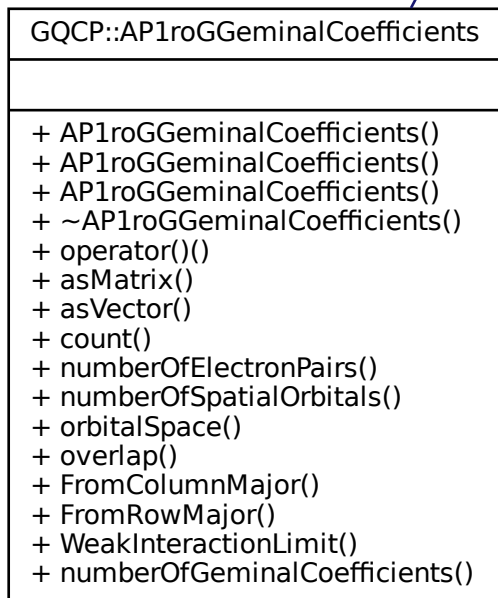 GQCP::AP1roGGeminalCoefficients
+ AP1roGGeminalCoefficients()
+ AP1roGGeminalCoefficients()
+ AP1roGGeminalCoefficients()
+ ~AP1roGGeminalCoefficients()
+ operator()()
+ asMatrix()
+ asVector()
+ count()
+ numberOfElectronPairs()
+ numberOfSpatialOrbitals()
+ orbitalSpace()
+ overlap()
+ FromColumnMajor()
+ FromRowMajor()
+ WeakInteractionLimit()
+ numberOfGeminalCoefficients()